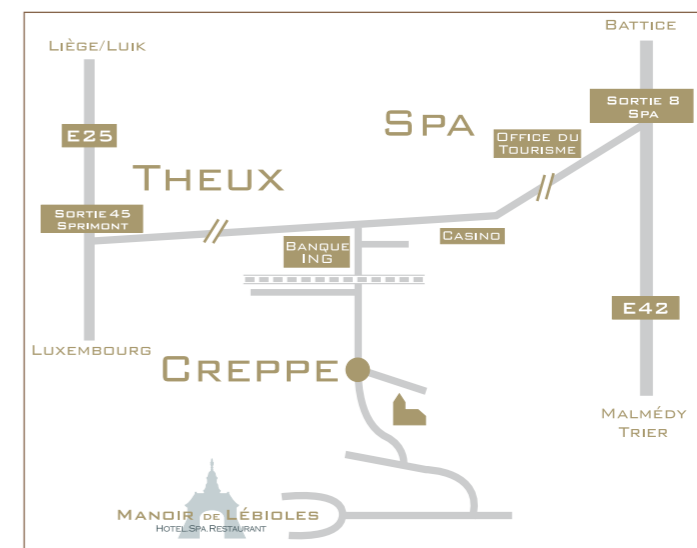 BATTICE
LIÈGE/LUIK
SORTIE 8
SPA
SPA
E25
OFFICE DU
TOURISME
THEUX
SORTIE 45
SPRIMONT
CASINO
BANQUE
ING
E42
LUXEMBOURG
CREPPE
MALMÉDY
TRIER
MANOIR DE LÉBIOLES
HOTEL.SPA.RESTAURANT